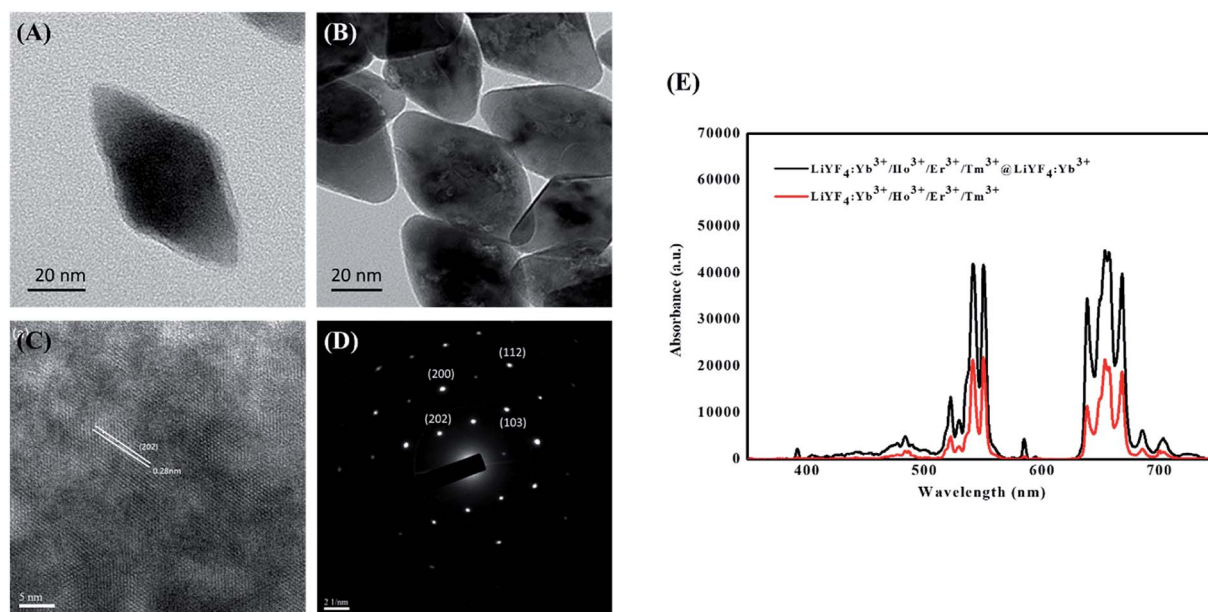 (A)
20 nm
(B)
20 nm
(C)
(202)
0.28nm
5 nm
(D)
(112)
(200)
(202)
(103)
2 1/nm
(E)
70000
60000
50000
40000
30000
20000
10000
0
Absorbance (a.u.)
LiYF₄:Yb³⁺/Ho³⁺/Er³⁺/Tm³⁺@LiYF₄:Yb³⁺
LiYF₄:Yb³⁺/Ho³⁺/Er³⁺/Tm³⁺
400 500 600 700
Wavelength (nm)